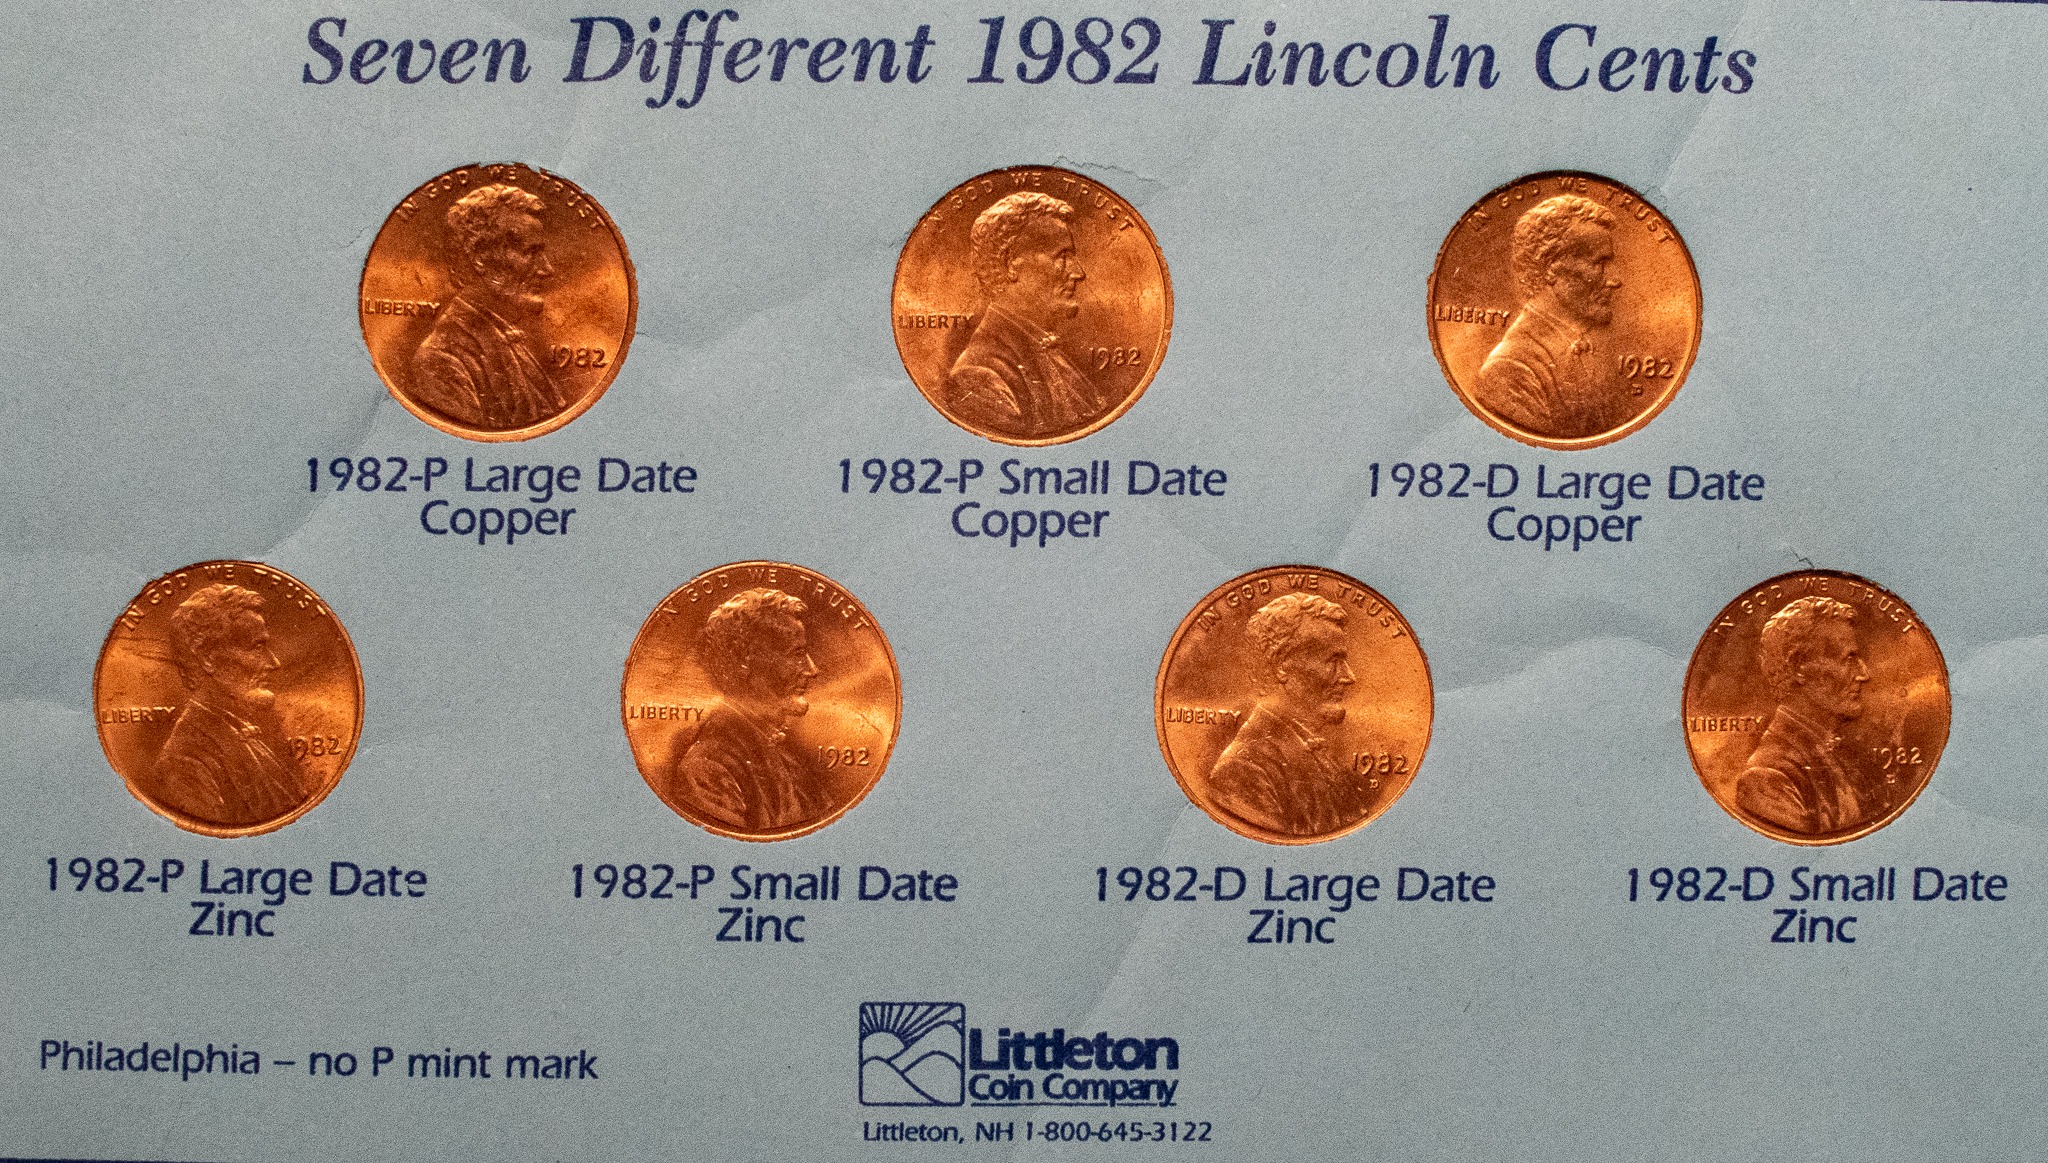 Seven Different 1982 Lincoln Cents
IN GOD WE TRUST
LIBERTY
1982
IN GOD WE TRUST
LIBERTY
1982
IN GOD WE TRUST
LIBERTY
1982
D
1982-P Large Date
Copper
1982-P Small Date
Copper
1982-D Large Date
Copper
IN GOD WE TRUST
LIBERTY
1982
IN GOD WE TRUST
LIBERTY
1982
IN GOD WE TRUST
LIBERTY
1982
D
IN GOD WE TRUST
LIBERTY
1982
D
1982-P Large Date
Zinc
1982-P Small Date
Zinc
1982-D Large Date
Zinc
1982-D Small Date
Zinc
Philadelphia – no P mint mark
Littleton
Coin Company
Littleton, NH 1-800-645-3122